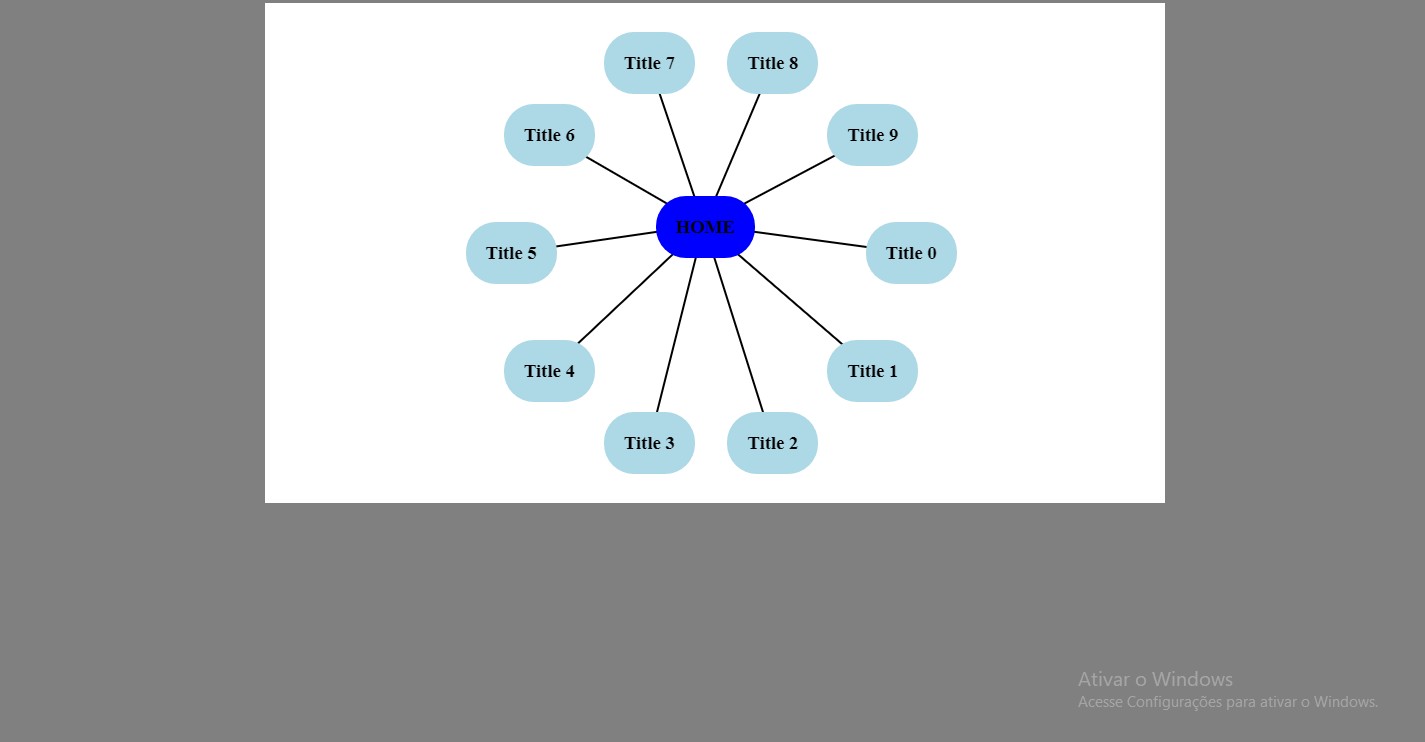 Title 7
Title 8
Title 6
Title 9
HOME
Title 5
Title 0
Title 4
Title 1
Title 3
Title 2
Ativar o Windows
Acesse Configurações para ativar o Windows.